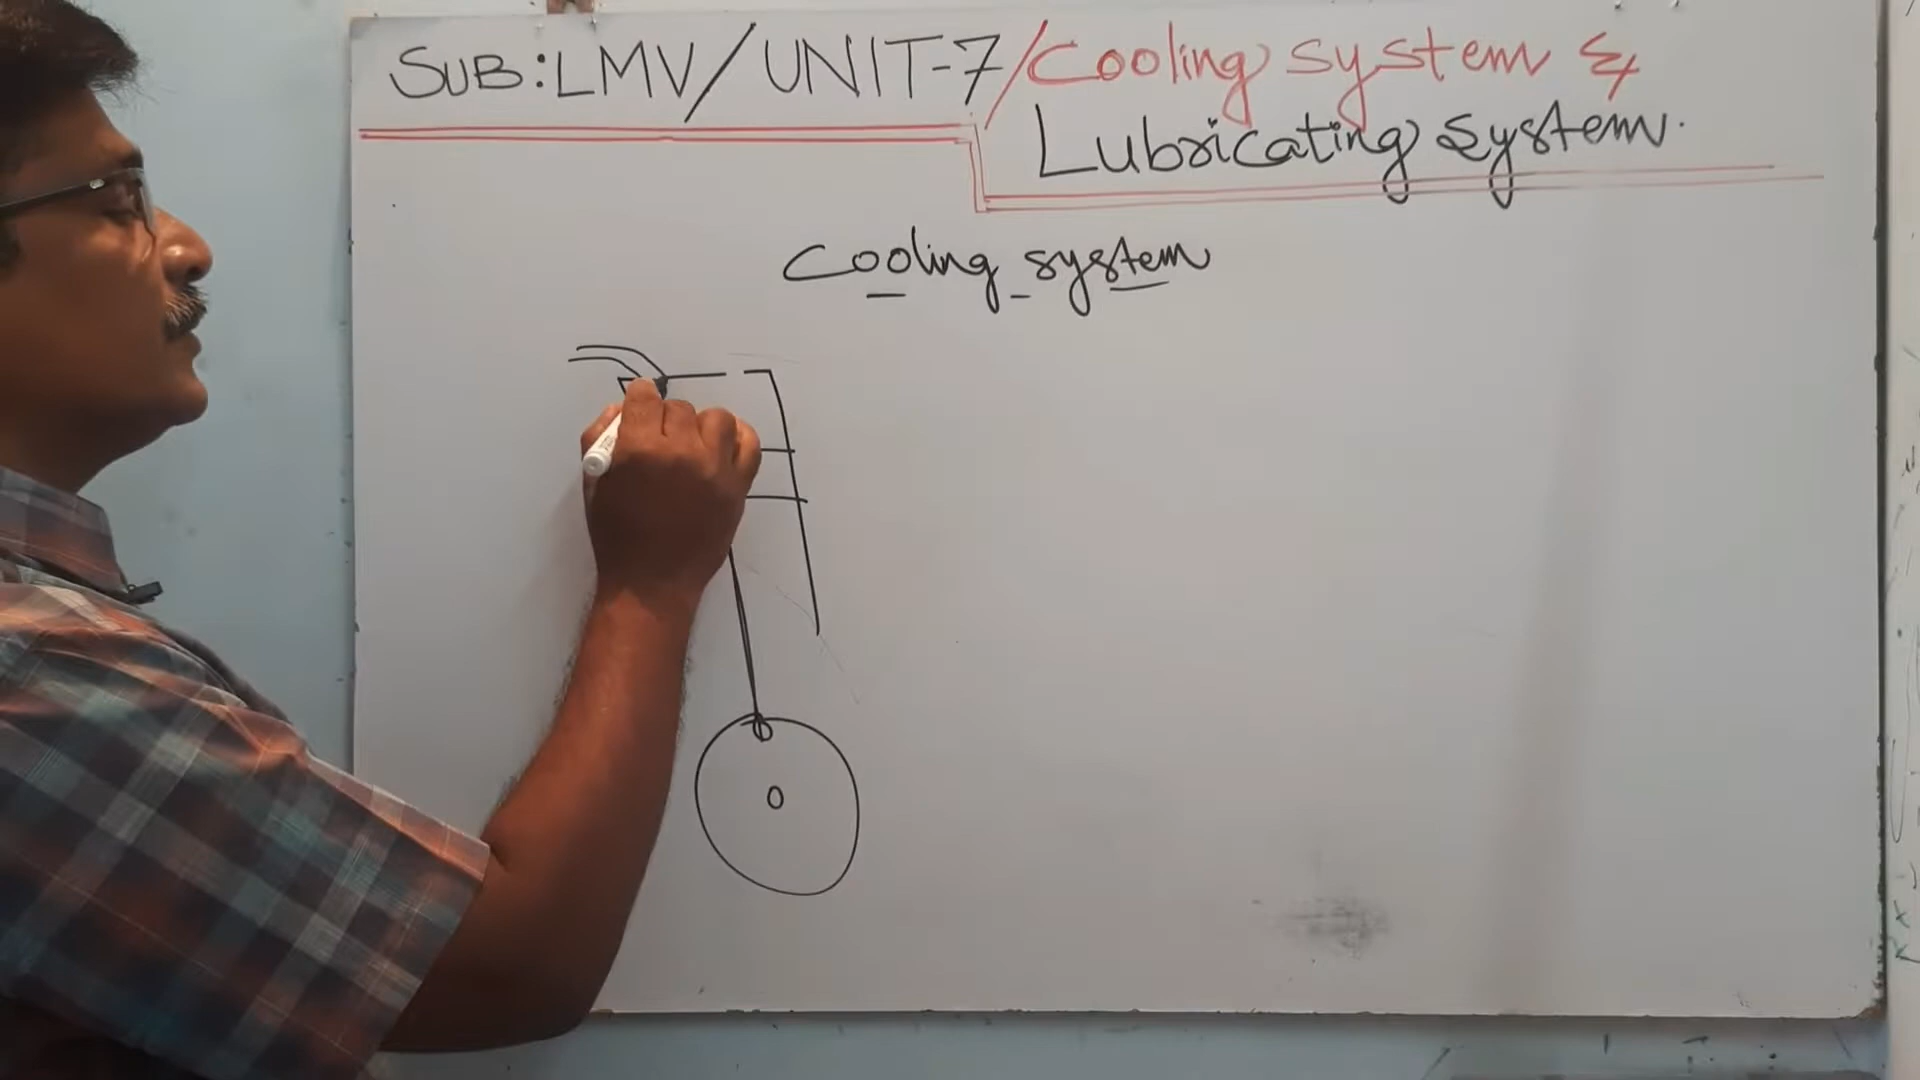 SUB:LMV/UNIT-7/Cooling system &
Lubricating system.
Cooling system